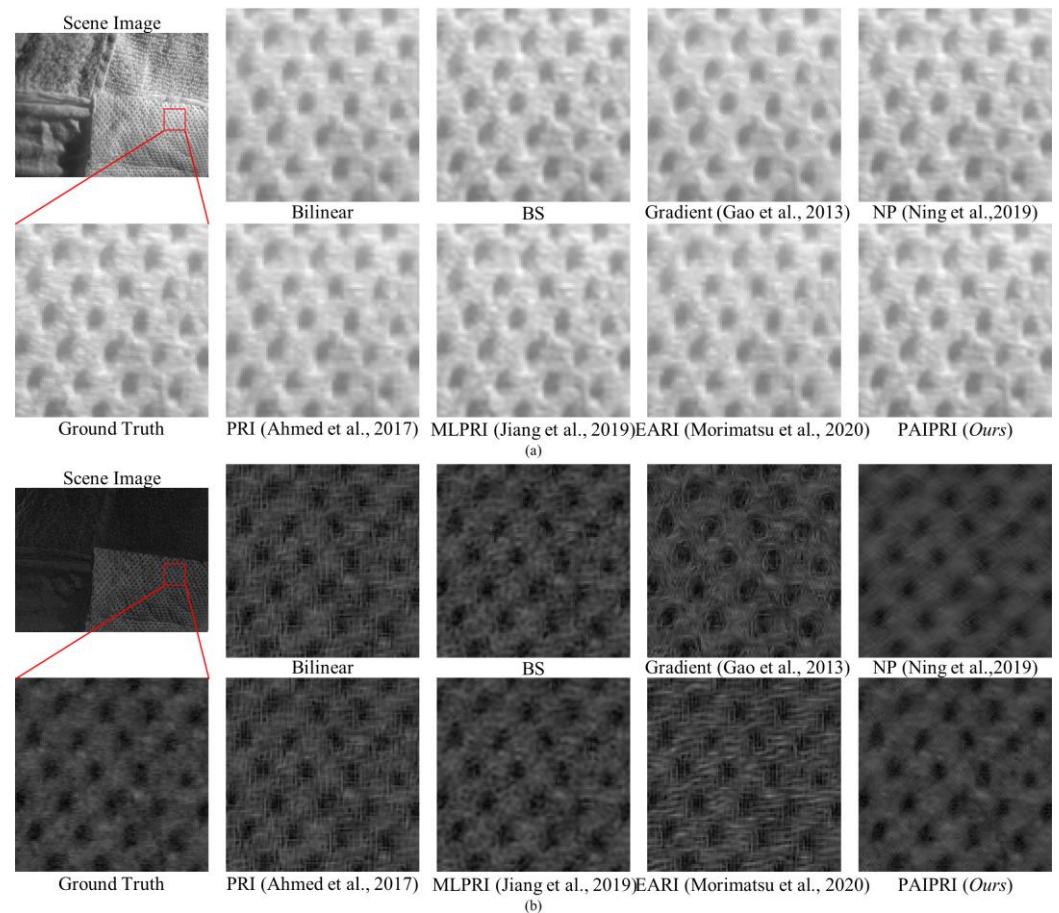 Scene Image
Bilinear
BS
Gradient (Gao et al., 2013)
NP (Ning et al.,2019)
Ground Truth
PRI (Ahmed et al., 2017)
MLPRI (Jiang et al., 2019)
EARI (Morimatsu et al., 2020)
PAIPRI (Ours)
(a)
Scene Image
Bilinear
BS
Gradient (Gao et al., 2013)
NP (Ning et al.,2019)
Ground Truth
PRI (Ahmed et al., 2017)
MLPRI (Jiang et al., 2019)
EARI (Morimatsu et al., 2020)
PAIPRI (Ours)
(b)